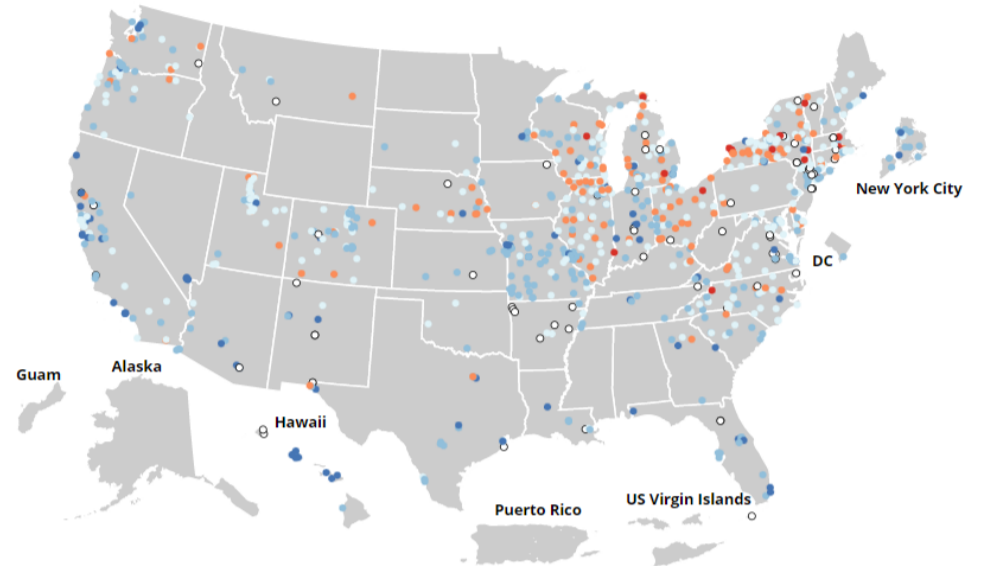 New York City
DC
Guam
Alaska
Hawaii
Puerto Rico
US Virgin Islands